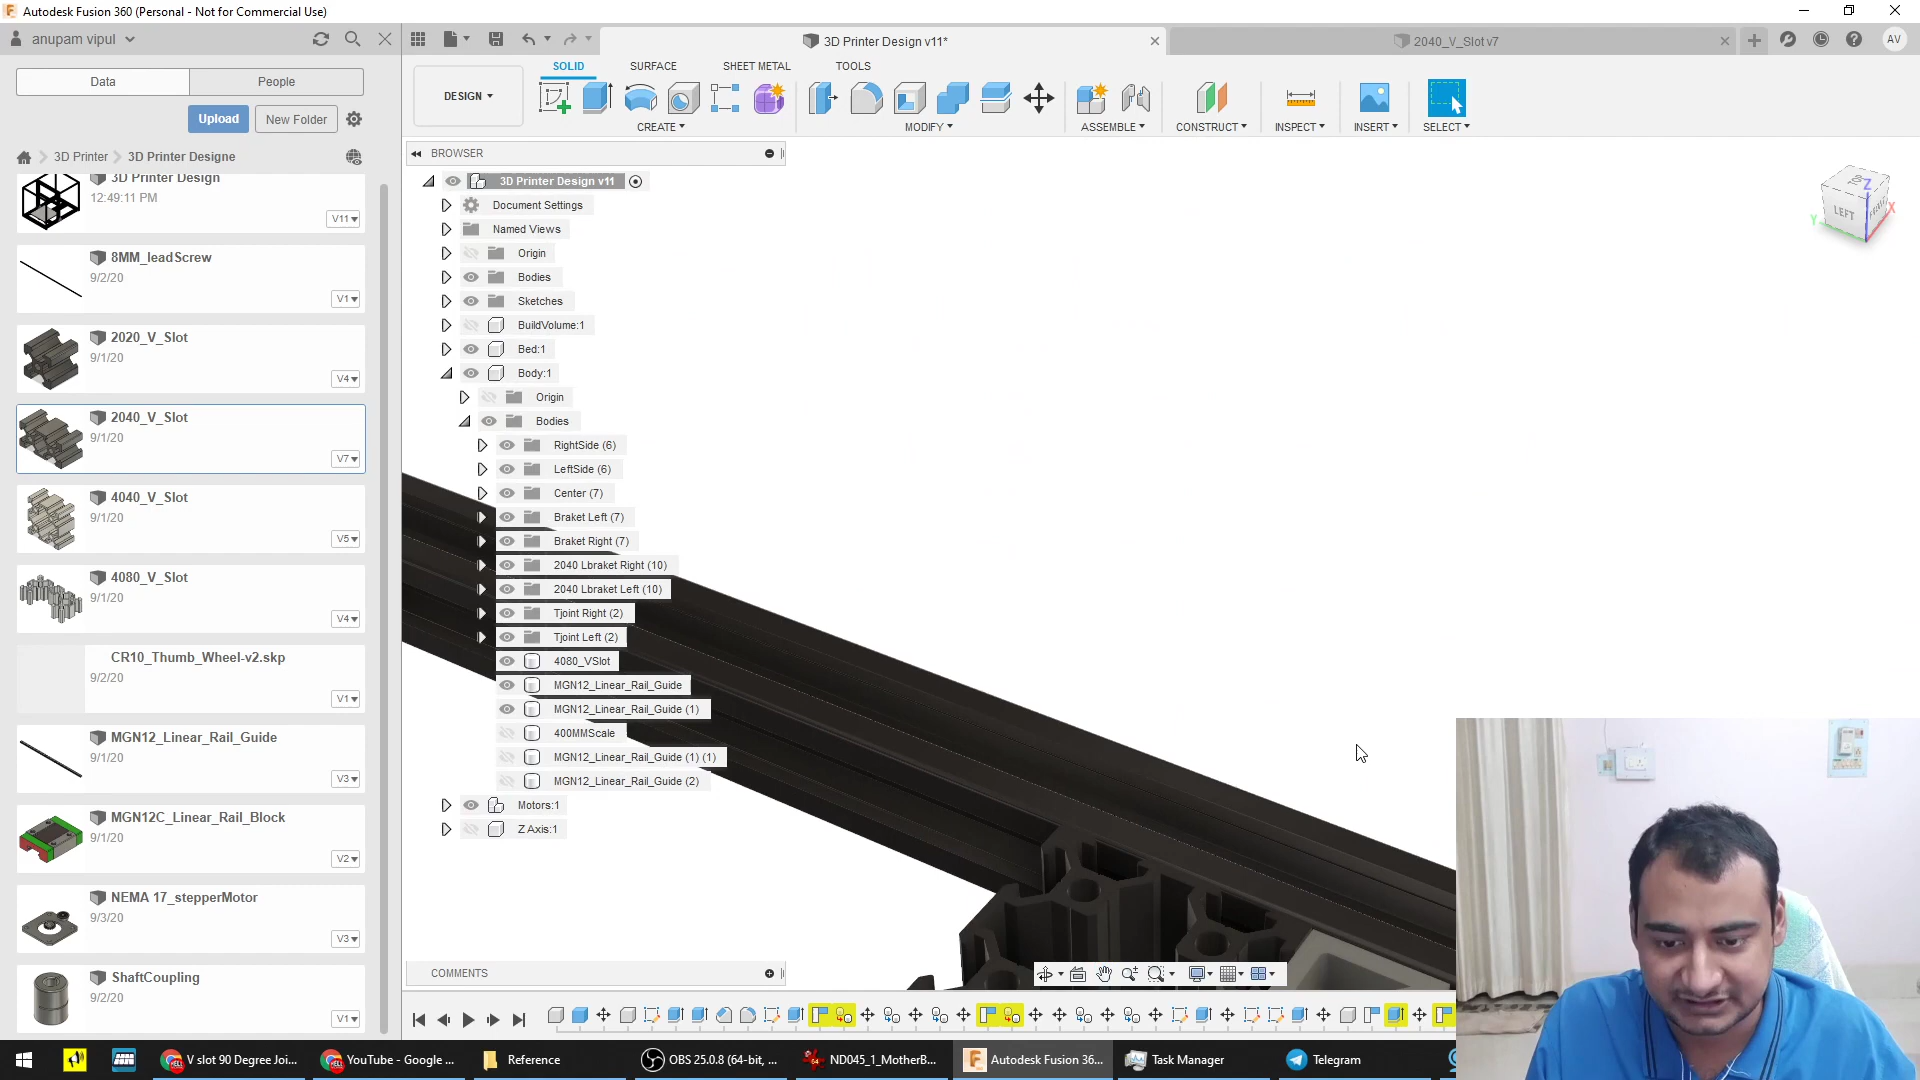 Autodesk Fusion 360 (Personal - Not for Commercial Use)
anupam vipul
3D Printer Design v11*
2040_V_Slot v7
AV
Data
People
SOLID
SURFACE
SHEET METAL
TOOLS
DESIGN
CREATE
MODIFY
ASSEMBLE
CONSTRUCT
INSPECT
INSERT
SELECT
Upload
New Folder
3D Printer
3D Printer Designe
BROWSER
3D Printer Design
12:49:11 PM
V11
8MM_leadScrew
9/2/20
V1
2020_V_Slot
9/1/20
V4
2040_V_Slot
9/1/20
V7
4040_V_Slot
9/1/20
V5
4080_V_Slot
9/1/20
V4
CR10_Thumb_Wheel-v2.skp
9/2/20
V1
MGN12_Linear_Rail_Guide
9/1/20
V3
MGN12C_Linear_Rail_Block
9/1/20
V2
NEMA 17_stepperMotor
9/3/20
V3
ShaftCoupling
9/2/20
V1
3D Printer Design v11
Document Settings
Named Views
Origin
Bodies
Sketches
BuildVolume:1
Bed:1
Body:1
Origin
Bodies
RightSide (6)
LeftSide (6)
Center (7)
Braket Left (7)
Braket Right (7)
2040 Lbraket Right (10)
2040 Lbraket Left (10)
Tjoint Right (2)
Tjoint Left (2)
4080_VSlot
MGN12_Linear_Rail_Guide
MGN12_Linear_Rail_Guide (1)
400MMScale
MGN12_Linear_Rail_Guide (1) (1)
MGN12_Linear_Rail_Guide (2)
Motors:1
Z Axis:1
TOP
LEFT
Z
Y
X
COMMENTS
V slot 90 Degree Joi...
YouTube - Google ...
Reference
OBS 25.0.8 (64-bit, ...
ND045_1_MotherB...
Autodesk Fusion 36...
Task Manager
Telegram